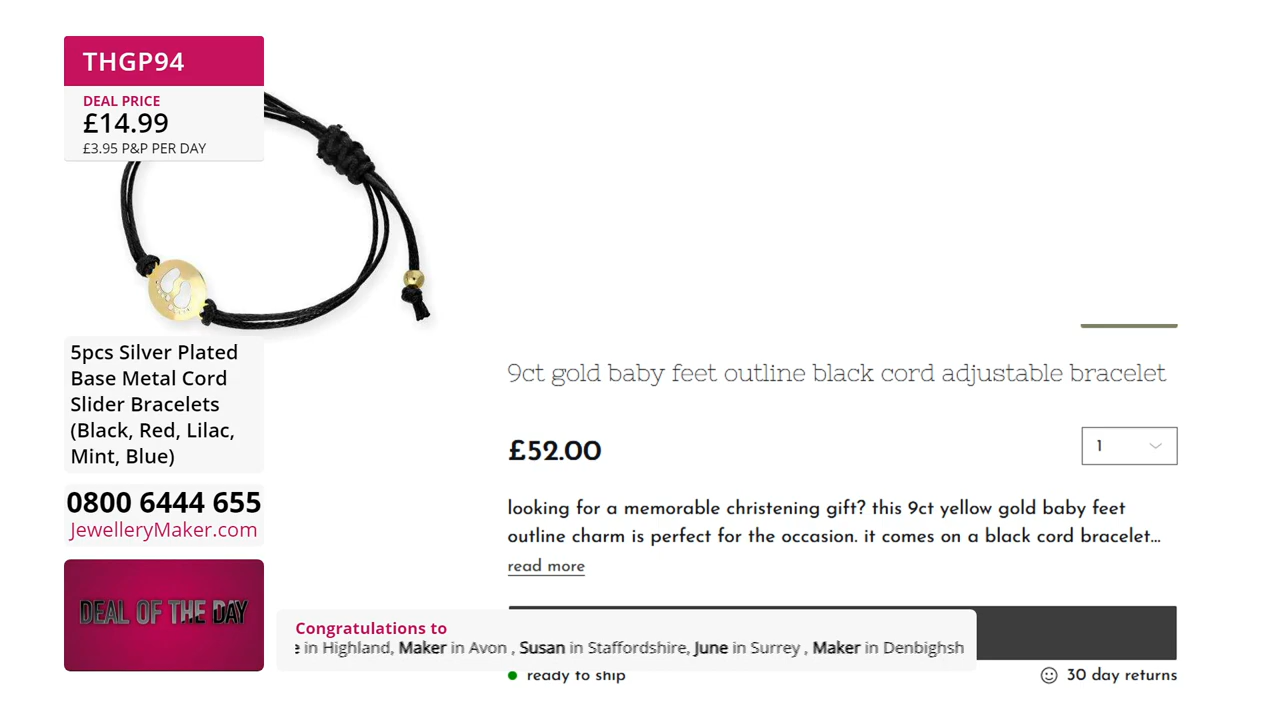 THGP94
DEAL PRICE
£14.99
£3.95 P&P PER DAY
5pcs Silver Plated
Base Metal Cord
Slider Bracelets
(Black, Red, Lilac,
Mint, Blue)
0800 6444 655
JewelleryMaker.com
DEAL OF THE DAY
9ct gold baby feet outline black cord adjustable bracelet
£52.00
1
looking for a memorable christening gift? this 9ct yellow gold baby feet
outline charm is perfect for the occasion. it comes on a black cord bracelet...
read more
Congratulations to
e in Highland, Maker in Avon , Susan in Staffordshire, June in Surrey , Maker in Denbighsh
ready to ship
30 day returns